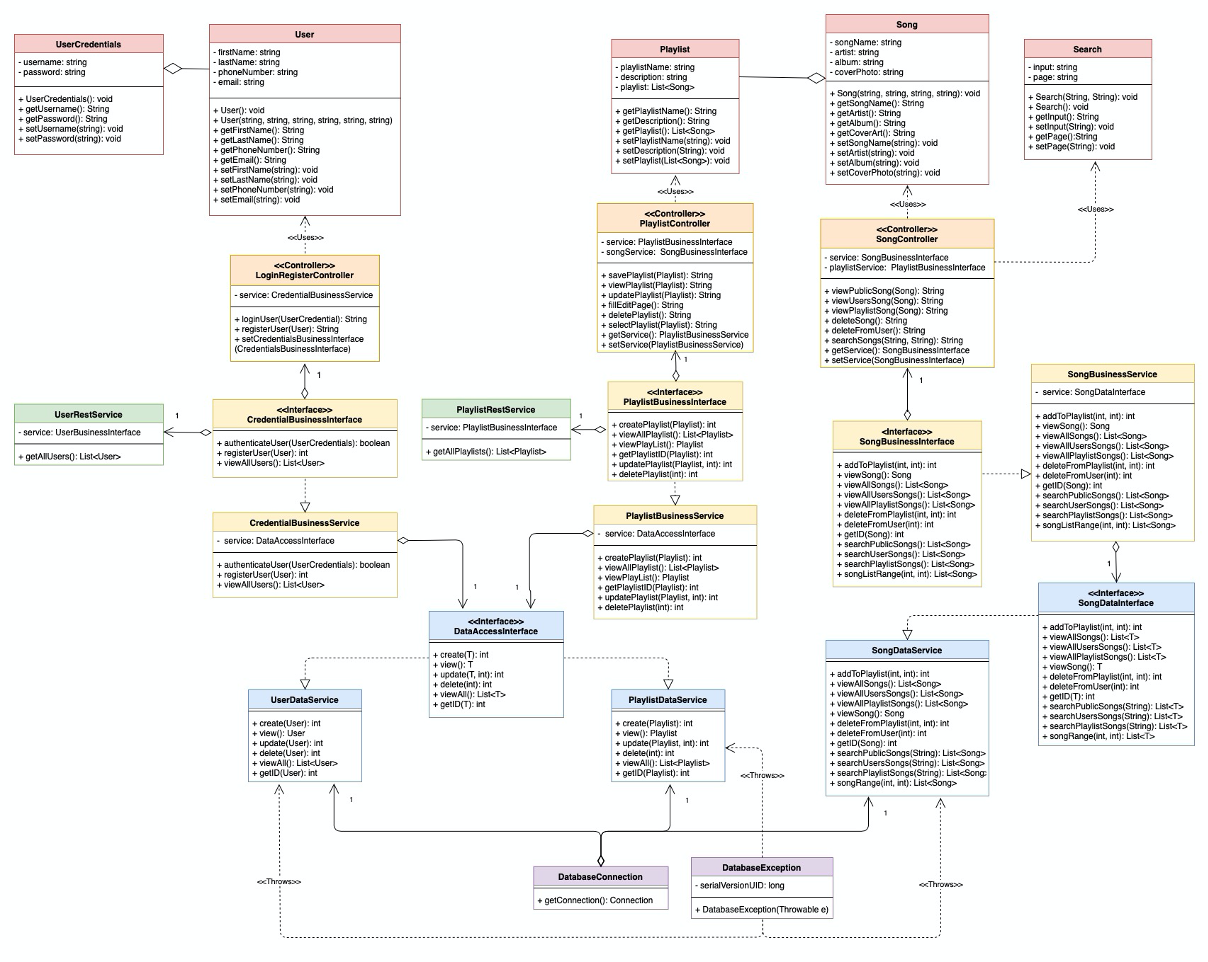 UserCredentials
- username: string
- password: string
+ UserCredentials(): void
+ getUsername(): String
+ getPassword(): String
+ setUsername(string): void
+ setPassword(string): void
User
- firstName: string
- lastName: string
- phoneNumber: string
- email: string
+ User(): void
+ User(string, string, string, string, string, string)
+ getFirstName(): String
+ getLastName(): String
+ getPhoneNumber(): String
+ getEmail(): String
+ setFirstName(string): void
+ setLastName(string): void
+ setPhoneNumber(string): void
+ setEmail(string): void
Playlist
- playlistName: string
- description: string
- playlist: List<Song>
+ getPlaylistName(): String
+ getDescription(): String
+ getPlaylist(): List<Song>
+ setPlaylistName(string): void
+ setDescription(String): void
+ setPlaylist(List<Song>): void
Song
- songName: string
- artist: string
- album: string
- coverPhoto: string
+ Song(string, string, string, string): void
+ getSongName(): String
+ getArtist(): String
+ getAlbum(): String
+ getCoverArt(): String
+ setSongName(string): void
+ setArtist(string): void
+ setAlbum(string): void
+ setCoverPhoto(string): void
Search
- input: string
- page: string
+ Search(String, String): void
+ Search(): void
+ getInput(): String
+ setInput(String): void
+ getPage(): String
+ setPage(String): void
<<Uses>>
<<Uses>>
<<Uses>>
<<Uses>>
<<Controller>>
LoginRegisterController
- service: CredentialBusinessService
+ loginUser(UserCredential): String
+ registerUser(User): String
+ setCredentialsBusinessInterface
(CredentialsBusinessInterface)
1
<<Controller>>
PlaylistController
- service: PlaylistBusinessInterface
- songService: SongBusinessInterface
+ savePlaylist(Playlist): String
+ viewPlaylist(Playlist): String
+ updatePlaylist(Playlist): String
+ fillEditPage(): String
+ deletePlaylist(): String
+ selectPlaylist(Playlist): String
+ getService(): PlaylistBusinessService
+ setService(PlaylistBusinessService)
1
<<Controller>>
SongController
- service: SongBusinessInterface
- playlistService: PlaylistBusinessInterface
+ viewPublicSong(Song): String
+ viewUsersSong(Song): String
+ viewPlaylistSong(Song): String
+ deleteSong(): String
+ deleteFromUser(): String
+ searchSongs(String, String): String
+ getService(): SongBusinessInterface
+ setService(SongBusinessInterface)
1
UserRestService
- service: UserBusinessInterface
+ getAllUsers(): List<User>
1
<<Interface>>
CredentialBusinessInterface
+ authenticateUser(UserCredentials): boolean
+ registerUser(User): int
+ viewAllUsers(): List<User>
PlaylistRestService
- service: PlaylistBusinessInterface
+ getAllPlaylists(): List<Playlist>
1
<<Interface>>
PlaylistBusinessInterface
+ createPlaylist(Playlist): int
+ viewAllPlaylist(): List<Playlist>
+ viewPlayList(): Playlist
+ getPlaylistID(Playlist): int
+ updatePlaylist(Playlist, int): int
+ deletePlaylist(int): int
<<Interface>>
SongBusinessInterface
+ addToPlaylist(int, int): int
+ viewSong(): Song
+ viewAllSongs(): List<Song>
+ viewAllUsersSongs(): List<Song>
+ viewAllPlaylistSongs(): List<Song>
+ deleteFromPlaylist(int, int): int
+ deleteFromUser(int): int
+ getID(Song): int
+ searchPublicSongs(): List<Song>
+ searchUserSongs(): List<Song>
+ searchPlaylistSongs(): List<Song>
+ songListRange(int, int): List<Song>
SongBusinessService
- service: SongDataInterface
+ addToPlaylist(int, int): int
+ viewSong(): Song
+ viewAllSongs(): List<Song>
+ viewAllUsersSongs(): List<Song>
+ viewAllPlaylistSongs(): List<Song>
+ deleteFromPlaylist(int, int): int
+ deleteFromUser(int): int
+ getID(Song): int
+ searchPublicSongs(): List<Song>
+ searchUserSongs(): List<Song>
+ searchPlaylistSongs(): List<Song>
+ songListRange(int, int): List<Song>
1
CredentialBusinessService
- service: DataAccessInterface
+ authenticateUser(UserCredentials): boolean
+ registerUser(User): int
+ viewAllUsers(): List<User>
1
PlaylistBusinessService
- service: DataAccessInterface
+ createPlaylist(Playlist): int
+ viewAllPlaylist(): List<Playlist>
+ viewPlayList(): Playlist
+ getPlaylistID(Playlist): int
+ updatePlaylist(Playlist, int): int
+ deletePlaylist(int): int
1
<<Interface>>
DataAccessInterface
+ create(T): int
+ view(): T
+ update(T, int): int
+ delete(int): int
+ viewAll(): List<T>
+ getID(T): int
<<Interface>>
SongDataInterface
+ addToPlaylist(int, int): int
+ viewAllSongs(): List<T>
+ viewAllUsersSongs(): List<T>
+ viewAllPlaylistSongs(): List<T>
+ viewSong(): T
+ deleteFromPlaylist(int, int): int
+ deleteFromUser(int): int
+ getID(T): int
+ searchPublicSongs(String): List<T>
+ searchUsersSongs(String): List<T>
+ searchPlaylistSongs(String): List<T>
+ songRange(int, int): List<T>
UserDataService
+ create(User): int
+ view(): User
+ update(User): int
+ delete(User): int
+ viewAll(): List<User>
+ getID(User): int
PlaylistDataService
+ create(Playlist): int
+ view(): Playlist
+ update(Playlist, int): int
+ delete(int): int
+ viewAll(): List<Playlist>
+ getID(Playlist): int
SongDataService
+ addToPlaylist(int, int): int
+ viewAllSongs(): List<Song>
+ viewAllUsersSongs(): List<Song>
+ viewAllPlaylistSongs(): List<Song>
+ viewSong(): Song
+ deleteFromPlaylist(int, int): int
+ deleteFromUser(int): int
+ getID(Song): int
+ searchPublicSongs(String): List<Song>
+ searchUsersSongs(String): List<Song>
+ searchPlaylistSongs(String): List<Song>
+ songRange(int, int): List<Song>
<<Throws>>
1
1
1
<<Throws>>
<<Throws>>
DatabaseConnection
+ getConnection(): Connection
DatabaseException
- serialVersionUID: long
+ DatabaseException(Throwable e)